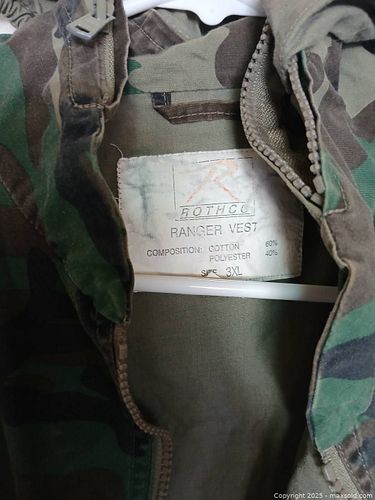 ROTHCO
RANGER VEST
COMPOSITION: COTTON 60%
POLYESTER 40%
SIZE 3XL
Copyright 2025 - maxsold.com